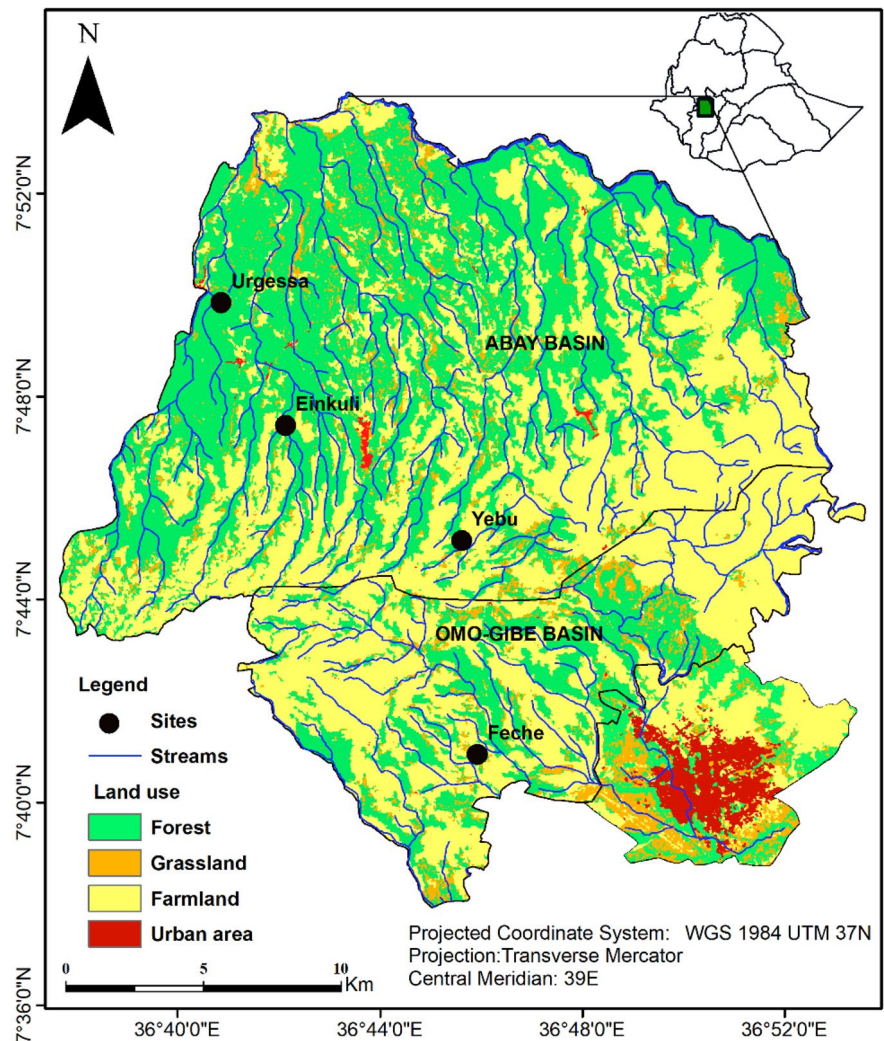 N
7°52'0"N
Urgessa
ABAY BASIN
7°48'0"N
Einkuli
Yebu
7°44'0"N
OMO-GIBE BASIN
Legend
Sites
Feche
Streams
Land use
7°40'0"N
Forest
Grassland
Farmland
Urban area
Projected Coordinate System: WGS 1984 UTM 37N
Projection:Transverse Mercator
Central Meridian: 39E
0 5 10
Km
7°36'0"N
36°40'0"E 36°44'0"E 36°48'0"E 36°52'0"E